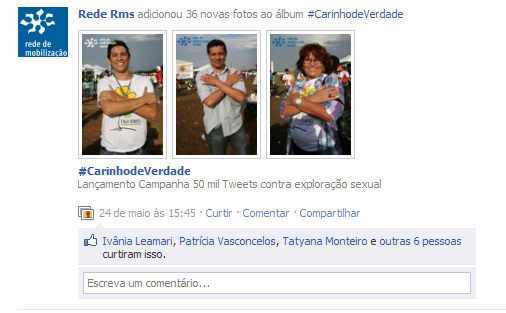 Rede Rms adicionou 36 novas fotos ao álbum #CarinhodeVerdade
rede de
mobilização
#CarinhodeVerdade
Lançamento Campanha 50 mil Tweets contra exploração sexual
24 de maio às 15:45 · Curtir · Comentar · Compartilhar
Ivânia Leamari, Patrícia Vasconcelos, Tatyana Monteiro e outras 6 pessoas
curtiram isso.
Escreva um comentário...